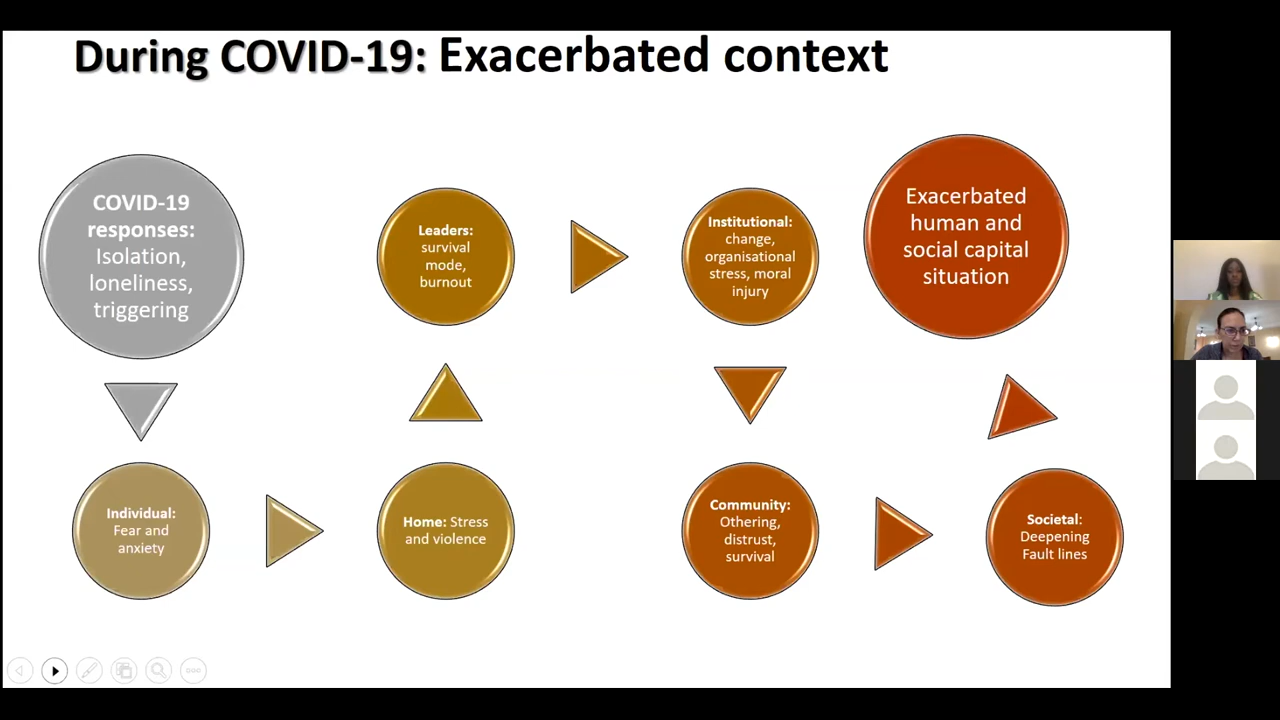 During COVID-19: Exacerbated context
COVID-19
responses:
Isolation,
loneliness,
triggering
Individual:
Fear and
anxiety
Home: Stress
and violence
Leaders:
survival
mode,
burnout
Institutional:
change,
organisational
stress, moral
injury
Community:
Othering,
distrust,
survival
Societal:
Deepening
Fault lines
Exacerbated
human and
social capital
situation